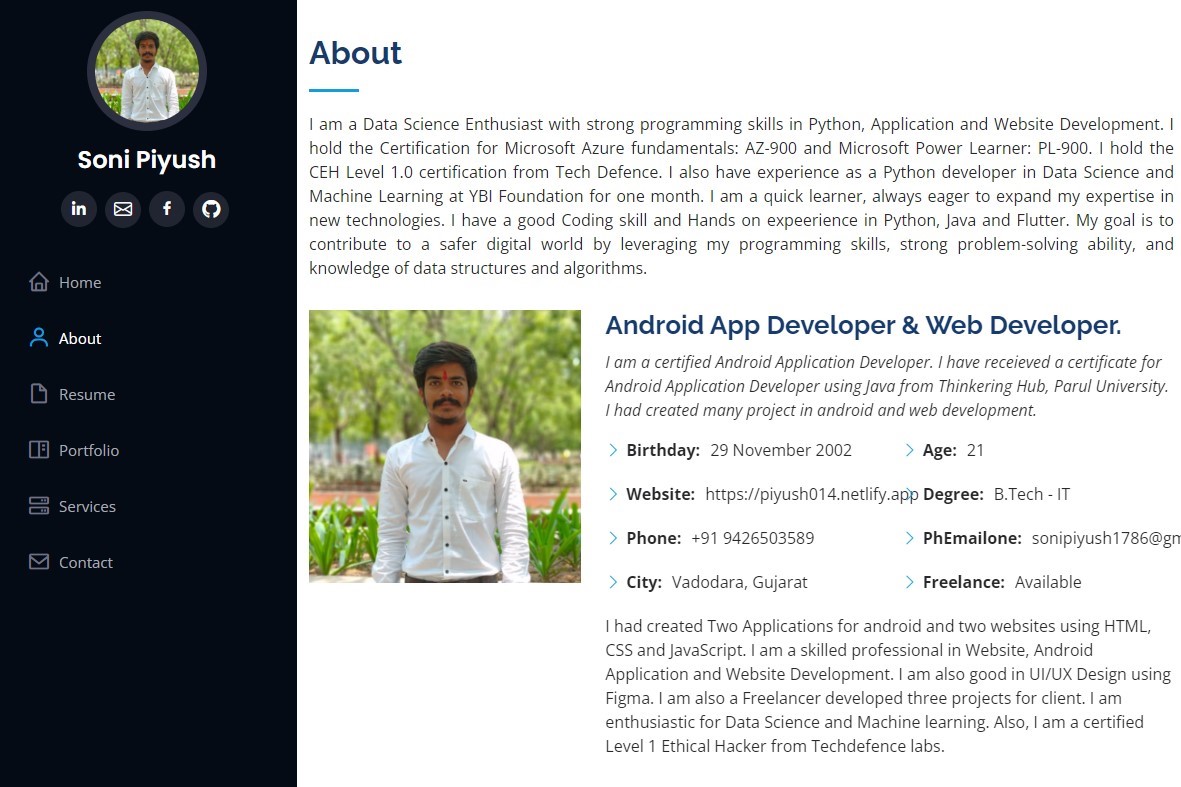 Soni Piyush
Home
About
Resume
Portfolio
Services
Contact
About
I am a Data Science Enthusiast with strong programming skills in Python, Application and Website Development. I
hold the Certification for Microsoft Azure fundamentals: AZ-900 and Microsoft Power Learner: PL-900. I hold the
CEH Level 1.0 certification from Tech Defence. I also have experience as a Python developer in Data Science and
Machine Learning at YBI Foundation for one month. I am a quick learner, always eager to expand my expertise in
new technologies. I have a good Coding skill and Hands on expeerience in Python, Java and Flutter. My goal is to
contribute to a safer digital world by leveraging my programming skills, strong problem-solving ability, and
knowledge of data structures and algorithms.
Android App Developer & Web Developer.
I am a certified Android Application Developer. I have receieved a certificate for
Android Application Developer using Java from Thinkering Hub, Parul University.
I had created many project in android and web development.
Birthday: 29 November 2002 Age: 21
Website: https://piyush014.netlify.app Degree: B.Tech - IT
Phone: +91 9426503589 PhEmailone: sonipiyush1786@gm
City: Vadodara, Gujarat Freelance: Available
I had created Two Applications for android and two websites using HTML,
CSS and JavaScript. I am a skilled professional in Website, Android
Application and Website Development. I am also good in UI/UX Design using
Figma. I am also a Freelancer developed three projects for client. I am
enthusiastic for Data Science and Machine learning. Also, I am a certified
Level 1 Ethical Hacker from Techdefence labs.